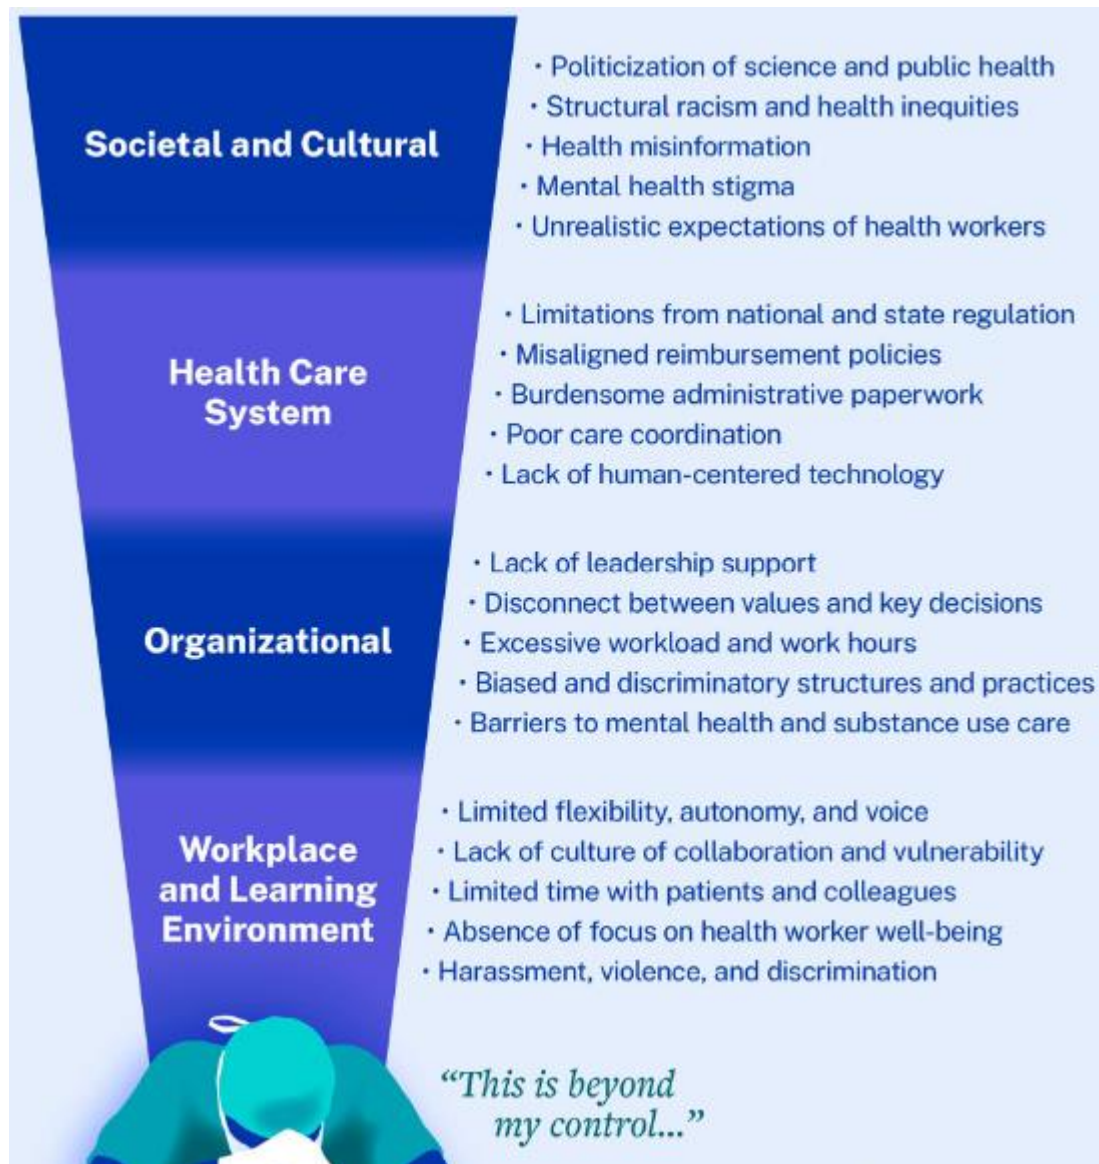 Societal and Cultural
· Politicization of science and public health
· Structural racism and health inequities
· Health misinformation
· Mental health stigma
· Unrealistic expectations of health workers
Health Care
System
· Limitations from national and state regulation
· Misaligned reimbursement policies
· Burdensome administrative paperwork
· Poor care coordination
· Lack of human-centered technology
Organizational
· Lack of leadership support
· Disconnect between values and key decisions
· Excessive workload and work hours
· Biased and discriminatory structures and practices
· Barriers to mental health and substance use care
Workplace
and Learning
Environment
· Limited flexibility, autonomy, and voice
· Lack of culture of collaboration and vulnerability
· Limited time with patients and colleagues
· Absence of focus on health worker well-being
· Harassment, violence, and discrimination
“This is beyond
my control...”